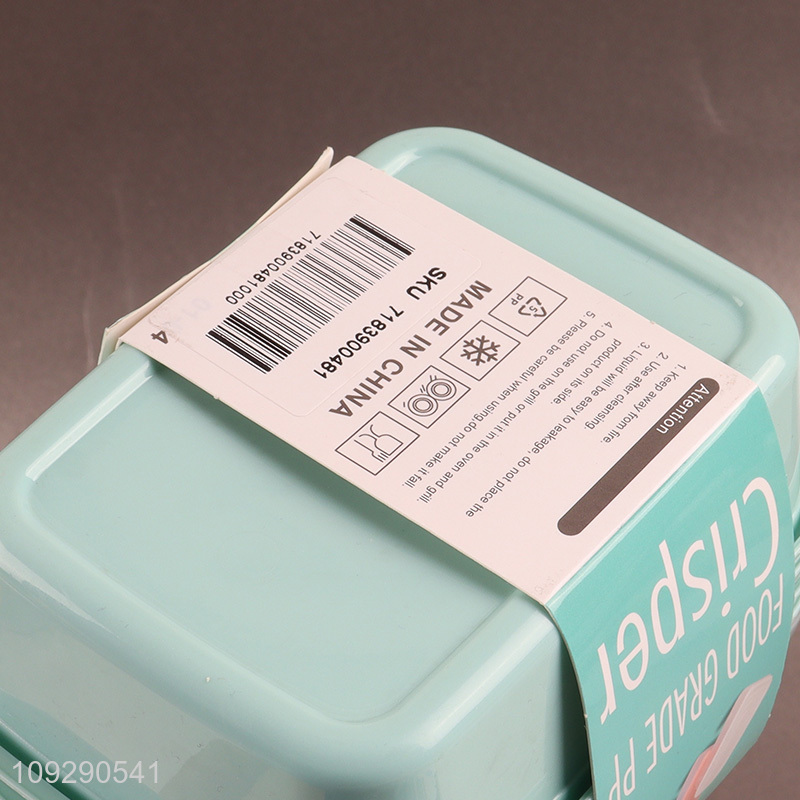 Attention
1. Keep away from fire.
2. Use after cleansing.
3. Liquid will be easy to leakage, do not place the
product on its side.
4. Do not use on the grill or put it in the oven and grill.
5. Please be careful when using,do not make it fall.
5
PP
MADE IN CHINA
SKU 7183900481
7183900481000
4
FOOD GRADE PP
Crisper
109290541